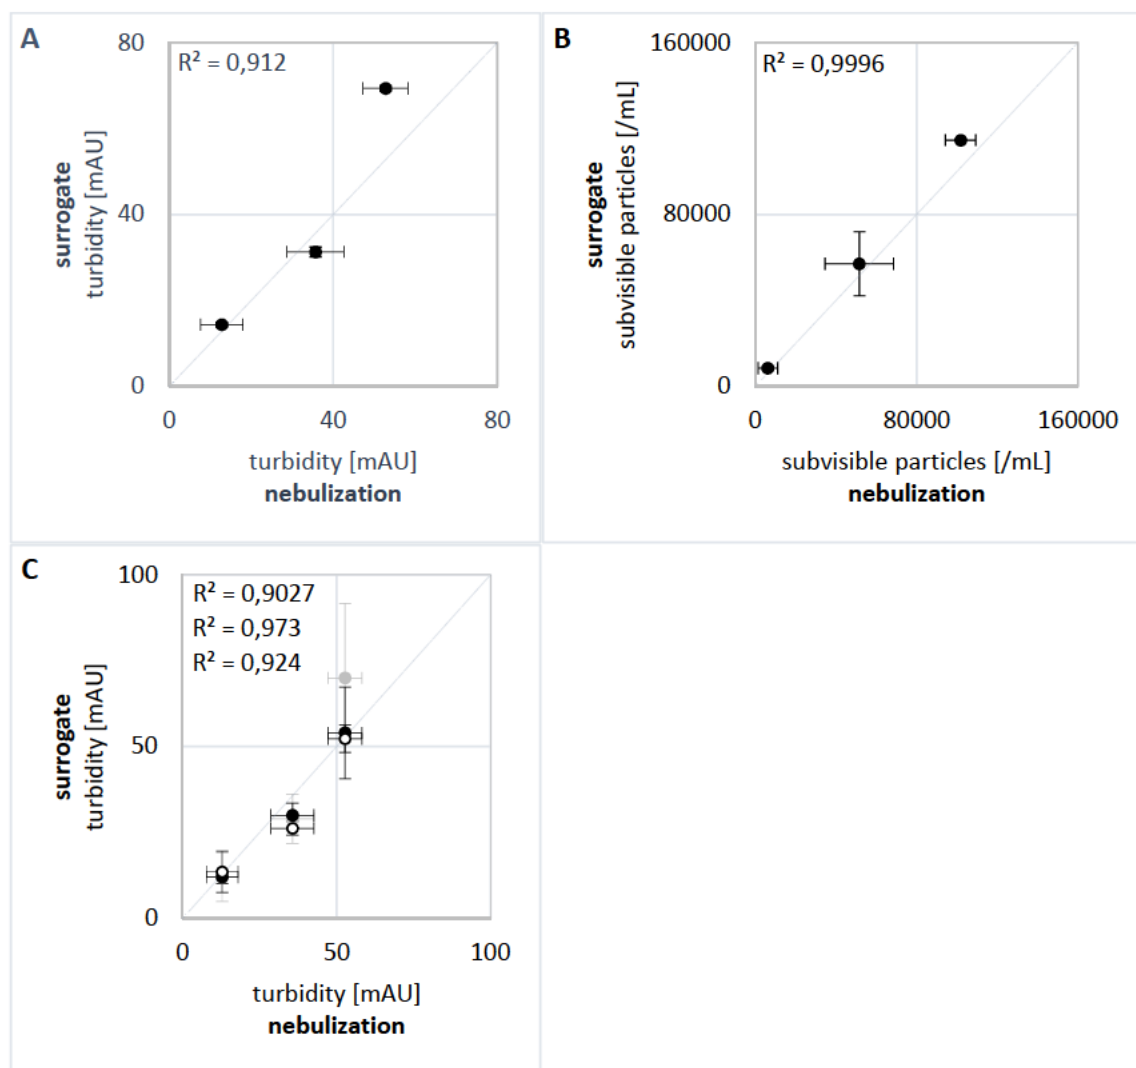 A
80
R² = 0,912
surrogate
turbidity [mAU]
40
0
0 40 80
turbidity [mAU]
nebulization
B
160000
R² = 0,9996
surrogate
subvisible particles [/mL]
80000
0
0 80000 160000
subvisible particles [/mL]
nebulization
C
100
R² = 0,9027
R² = 0,973
R² = 0,924
surrogate
turbidity [mAU]
50
0
0 50 100
turbidity [mAU]
nebulization